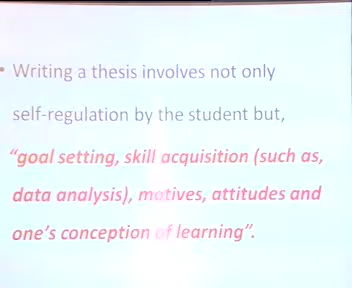 • Writing a thesis involves not only
self-regulation by the student but,
“goal setting, skill acquisition (such as,
data analysis), motives, attitudes and
one’s conception of learning”.